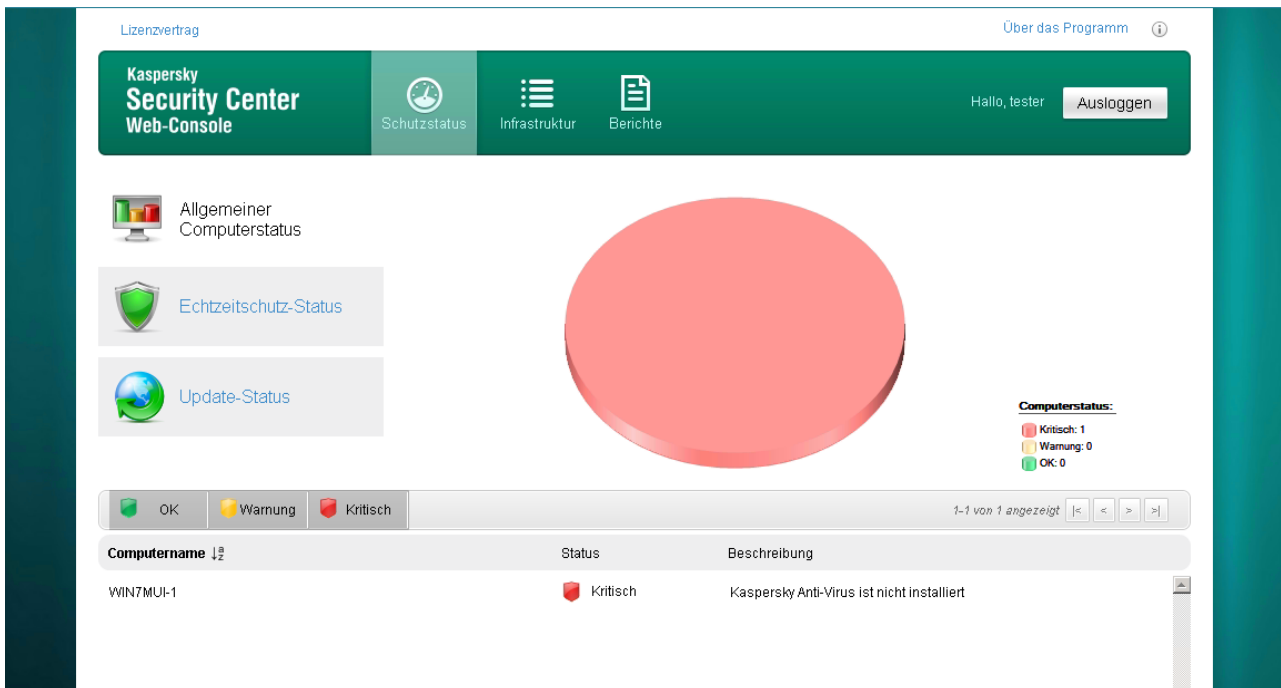 Lizenzvertrag
Über das Programm
Kaspersky
Security Center
Web-Console
Schutzstatus
Infrastruktur
Berichte
Hallo, tester
Ausloggen
Allgemeiner
Computerstatus
Echtzeitschutz-Status
Update-Status
Computerstatus:
Kritisch: 1
Warnung: 0
OK: 0
OK
Warnung
Kritisch
1-1 von 1 angezeigt |< < > >|
Computername
Status
Beschreibung
WIN7MUI-1
Kritisch
Kaspersky Anti-Virus ist nicht installiert